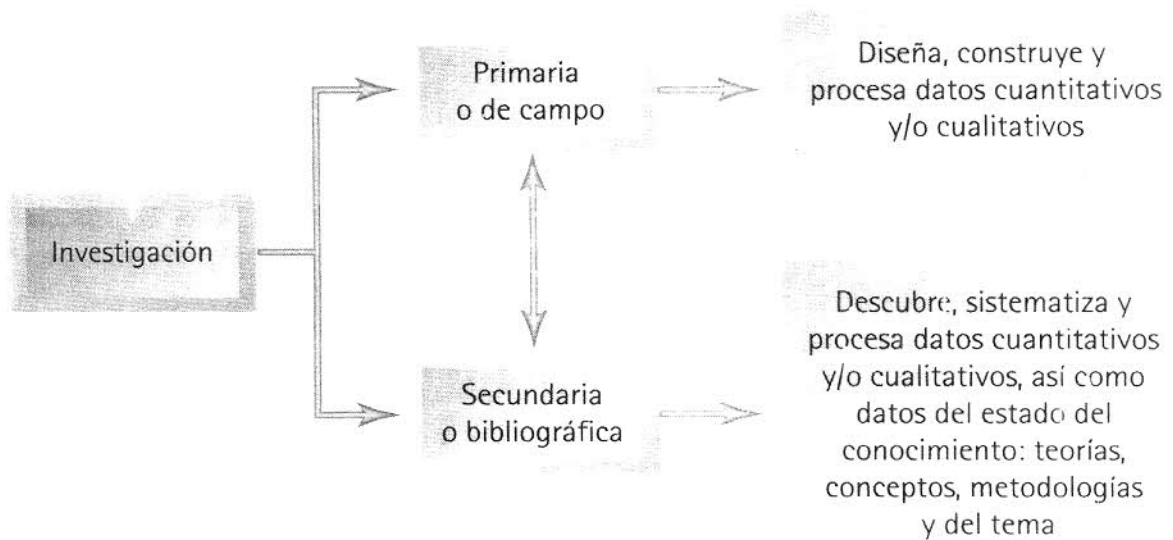 Investigación
Primaria
o de campo
Diseña, construye y
procesa datos cuantitativos
y/o cualitativos
Secundaria
o bibliográfica
Descubre, sistematiza y
procesa datos cuantitativos
y/o cualitativos, así como
datos del estado del
conocimiento: teorías,
conceptos, metodologías
y del tema